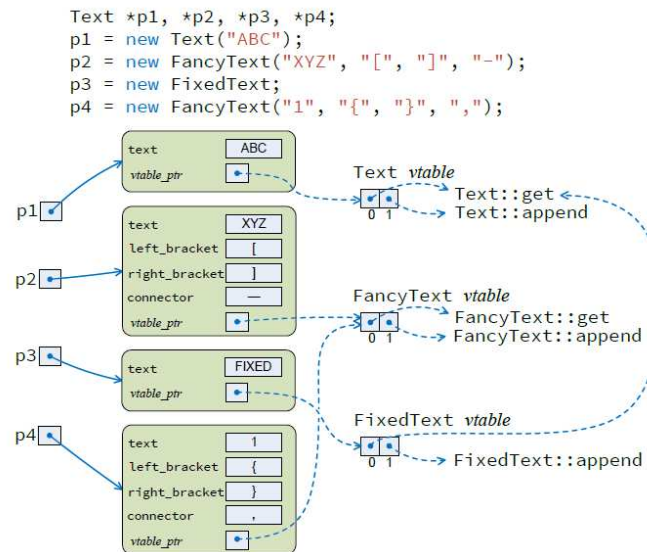 Text *p1, *p2, *p3, *p4;
p1 = new Text("ABC");
p2 = new FancyText("XYZ", "[", "]", "-");
p3 = new FixedText;
p4 = new FancyText("1", "{", "}", ",");
p1
text ABC
vtable_ptr
p2
text XYZ
left_bracket [
right_bracket ]
connector —
vtable_ptr
p3
text FIXED
vtable_ptr
p4
text 1
left_bracket {
right_bracket }
connector ,
vtable_ptr
Text vtable
0 1
Text::get
Text::append
FancyText vtable
0 1
FancyText::get
FancyText::append
FixedText vtable
0 1
FixedText::append